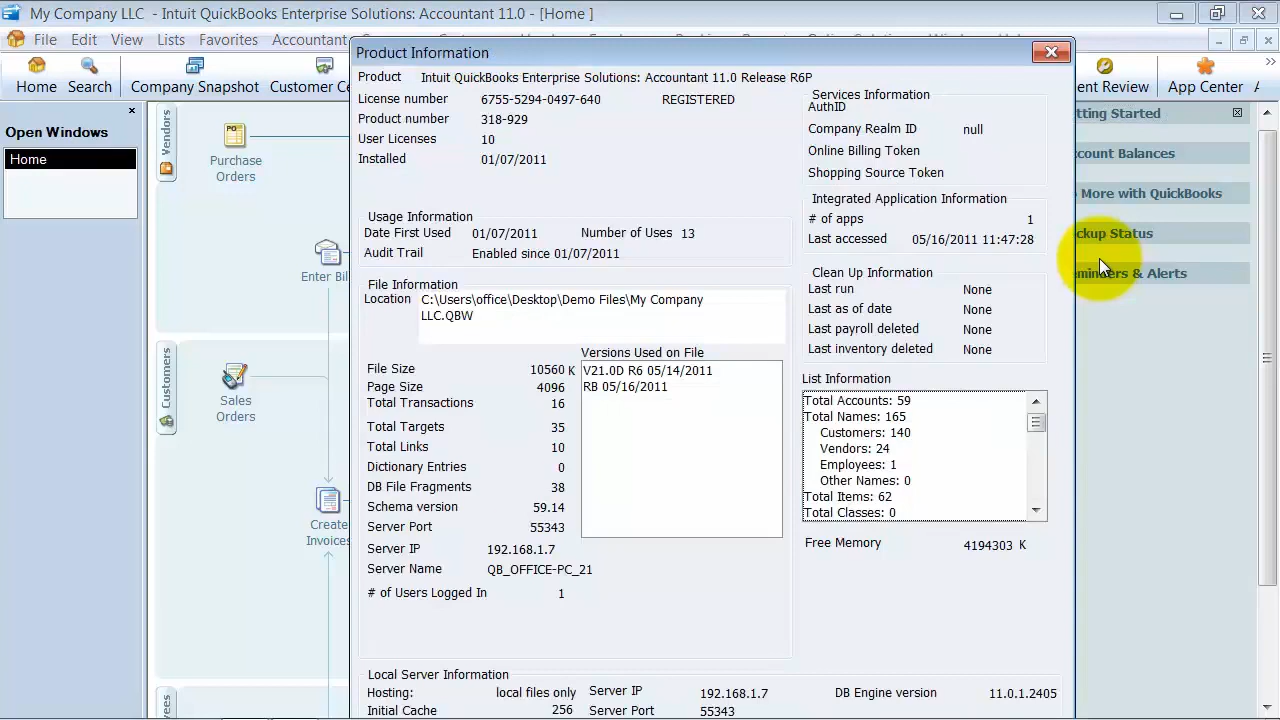 My Company LLC - Intuit QuickBooks Enterprise Solutions: Accountant 11.0 - [Home ]
File Edit View Lists Favorites Accountant
Home Search Company Snapshot Customer Ce
ent Review App Center
Open Windows
Home
Vendors
Purchase
Orders
Enter Bil
Customers
Sales
Orders
Create
Invoices
Product Information
Product Intuit QuickBooks Enterprise Solutions: Accountant 11.0 Release R6P
License number 6755-5294-0497-640 REGISTERED
Product number 318-929
User Licenses 10
Installed 01/07/2011
Usage Information
Date First Used 01/07/2011 Number of Uses 13
Audit Trail Enabled since 01/07/2011
File Information
Location C:\Users\office\Desktop\Demo Files\My Company
LLC.QBW
File Size 10560 K
Page Size 4096
Total Transactions 16
Total Targets 35
Total Links 10
Dictionary Entries 0
DB File Fragments 38
Schema version 59.14
Server Port 55343
Server IP 192.168.1.7
Server Name QB_OFFICE-PC_21
# of Users Logged In 1
Versions Used on File
V21.0D R6 05/14/2011
RB 05/16/2011
Services Information
AuthID
Company Realm ID null
Online Billing Token
Shopping Source Token
Integrated Application Information
# of apps 1
Last accessed 05/16/2011 11:47:28
Clean Up Information
Last run None
Last as of date None
Last payroll deleted None
Last inventory deleted None
List Information
Total Accounts: 59
Total Names: 165
Customers: 140
Vendors: 24
Employees: 1
Other Names: 0
Total Items: 62
Total Classes: 0
Free Memory 4194303 K
Local Server Information
Hosting: local files only Server IP 192.168.1.7 DB Engine version 11.0.1.2405
Initial Cache 256 Server Port 55343
tting Started
count Balances
More with QuickBooks
ckup Status
eminders & Alerts